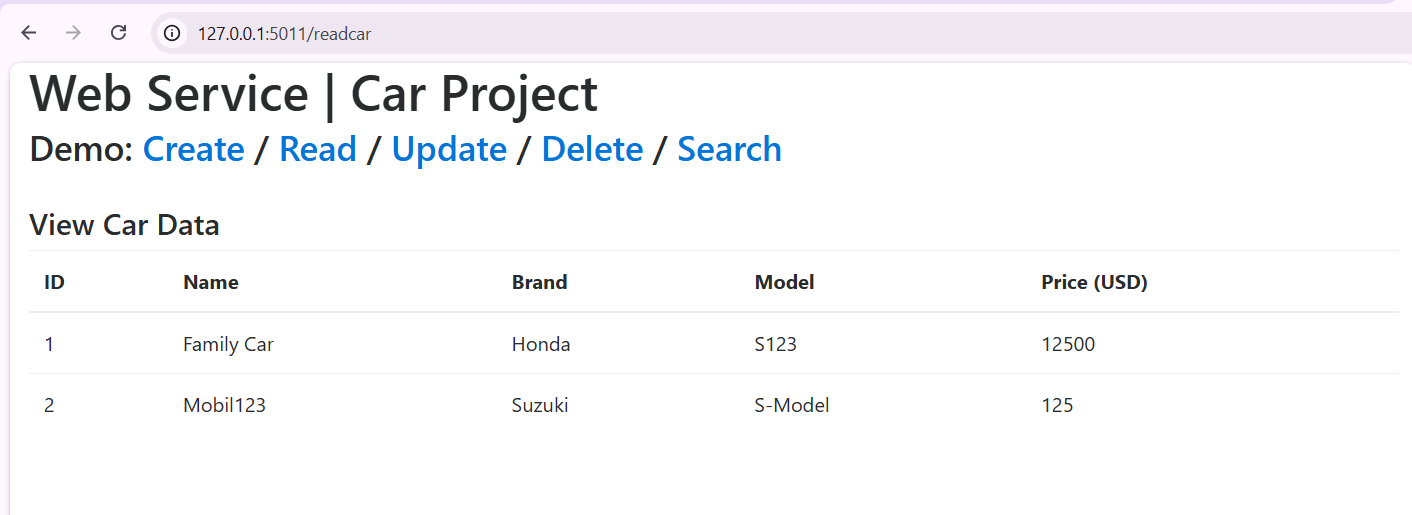 127.0.0.1:5011/readcar
Web Service | Car Project
Demo: Create / Read / Update / Delete / Search
View Car Data
ID Name Brand Model Price (USD)
1 Family Car Honda S123 12500
2 Mobil123 Suzuki S-Model 125